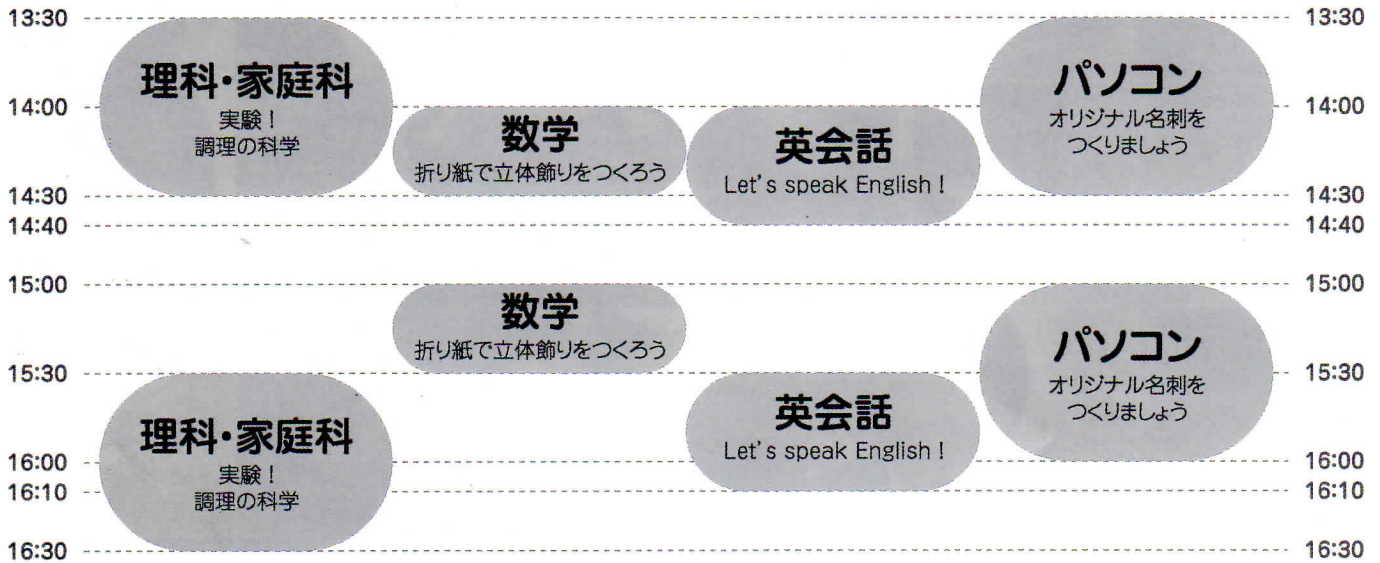 13:30
13:30
理科・家庭科
実験！
調理の科学
パソコン
オリジナル名刺を
つくりましょう
14:00
14:00
数学
折り紙で立体飾りをつくろう
英会話
Let's speak English！
14:30
14:30
14:40
14:40
15:00
15:00
数学
折り紙で立体飾りをつくろう
パソコン
オリジナル名刺を
つくりましょう
15:30
15:30
理科・家庭科
実験！
調理の科学
英会話
Let's speak English！
16:00
16:00
16:10
16:10
16:30
16:30